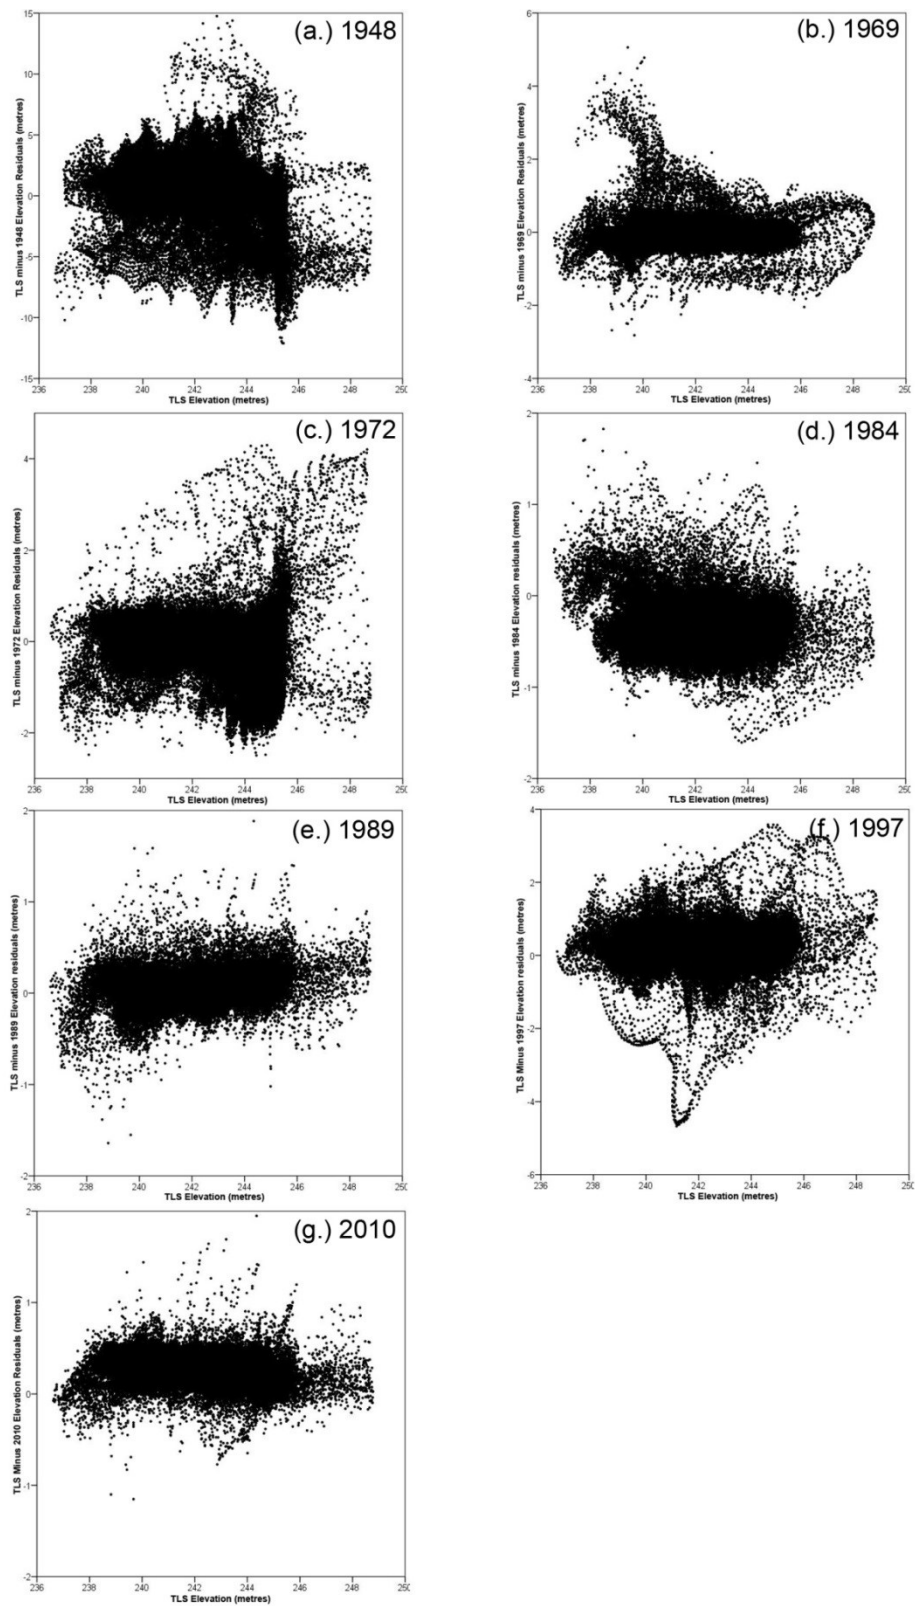 (a.) 1948
15
10
5
0
-5
-10
-15
TLS minus 1948 Elevation Residuals (metres)
236 238 240 242 244 246 248 25(
TLS Elevation (metres)
(b.) 1969
6
4
2
0
-2
-4
TLS minus 1969 Elevation Residuals (metres)
236 238 240 242 244 246 248 250
TLS Elevation (metres)
(c.) 1972
4
2
0
-2
TLS minus 1972 Elevation Residuals (metres)
236 238 240 242 244 246 248 250
TLS Elevation (metres)
(d.) 1984
2
1
0
-1
-2
TLS minus 1984 Elevation residuals (metres)
236 238 240 242 244 246 248 250
TLS Elevation (metres)
(e.) 1989
2
1
0
-1
-2
TLS minus 1989 Elevation residuals (metres)
236 238 240 242 244 246 248 250
TLS Elevation (metres)
(f.) 1997
4
2
0
-2
-4
-6
TLS Minus 1997 Elevation residuals (metres)
236 238 240 242 244 246 248 250
TLS Elevation (metres)
(g.) 2010
1
0
-1
-2
TLS Minus 2010 Elevation Residuals (metres)
236 238 240 242 244 246 248 250
TLS Elevation (metres)